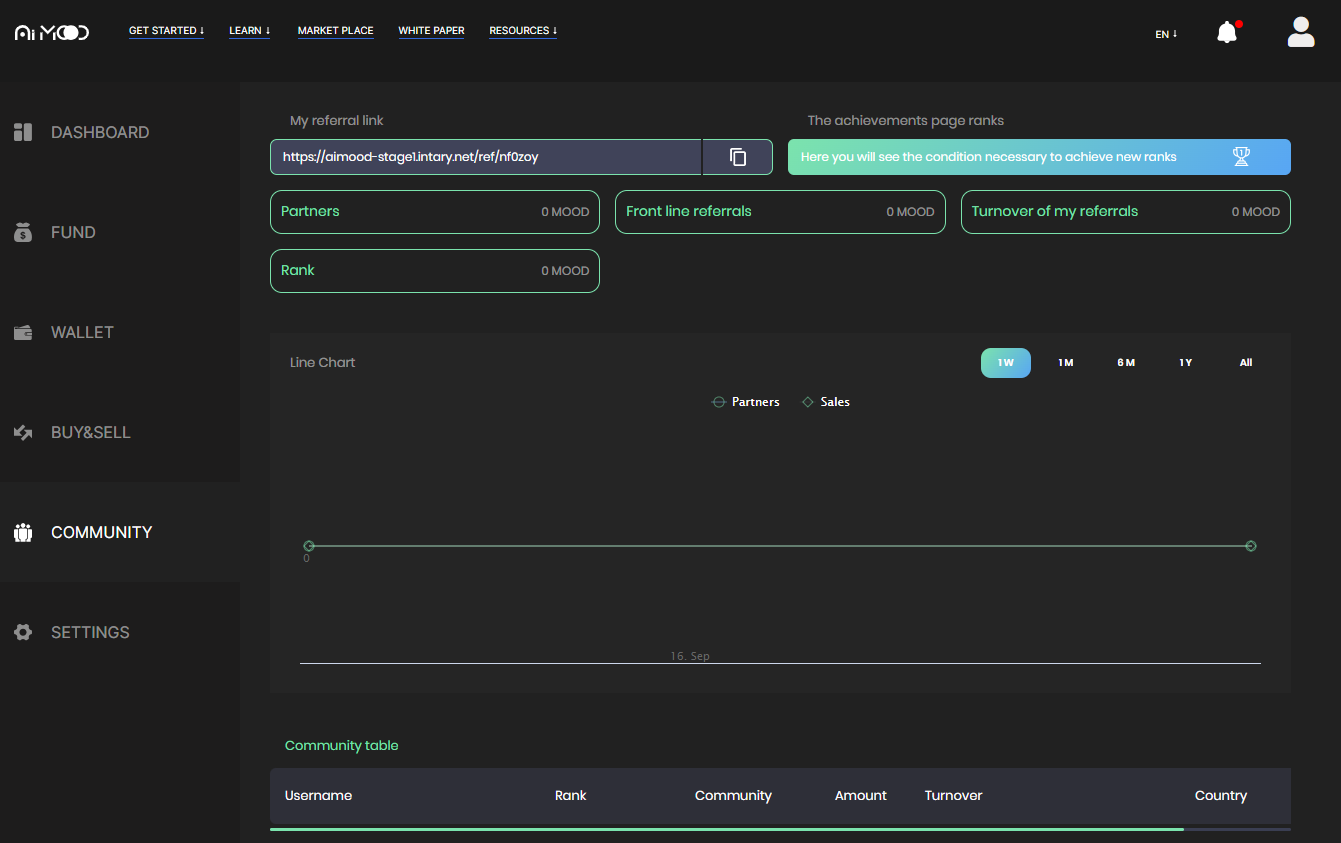 Ai MOOD
GET STARTED ↓ LEARN ↓ MARKET PLACE WHITE PAPER RESOURCES ↓ EN ↓
DASHBOARD
FUND
WALLET
BUY&SELL
COMMUNITY
SETTINGS
My referral link
https://aimood-stage1.intary.net/ref/nf0zoy
The achievements page ranks
Here you will see the condition necessary to achieve new ranks
Partners 0 MOOD
Front line referrals 0 MOOD
Turnover of my referrals 0 MOOD
Rank 0 MOOD
Line Chart 1 W 1 M 6 M 1 Y All
Partners Sales
0
16. Sep
Community table
Username Rank Community Amount Turnover Country